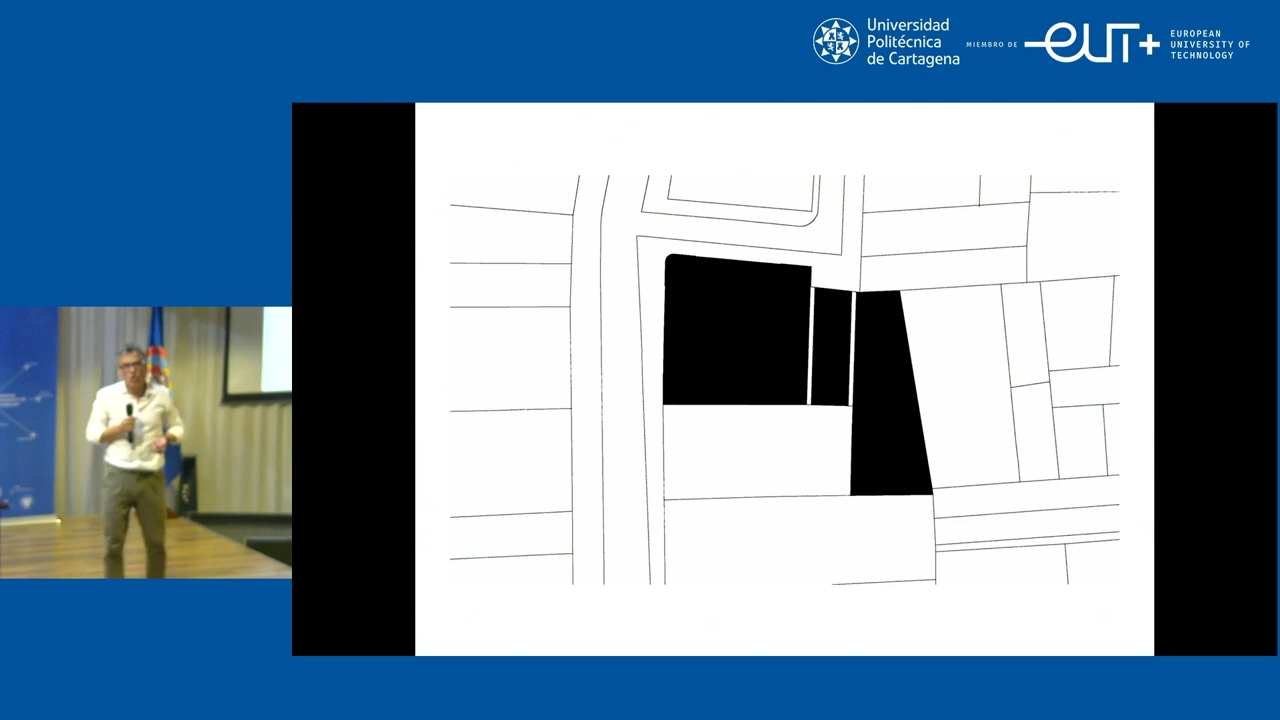 Universidad
Politécnica
de Cartagena
MIEMBRO DE
EUT+
EUROPEAN
UNIVERSITY OF
TECHNOLOGY